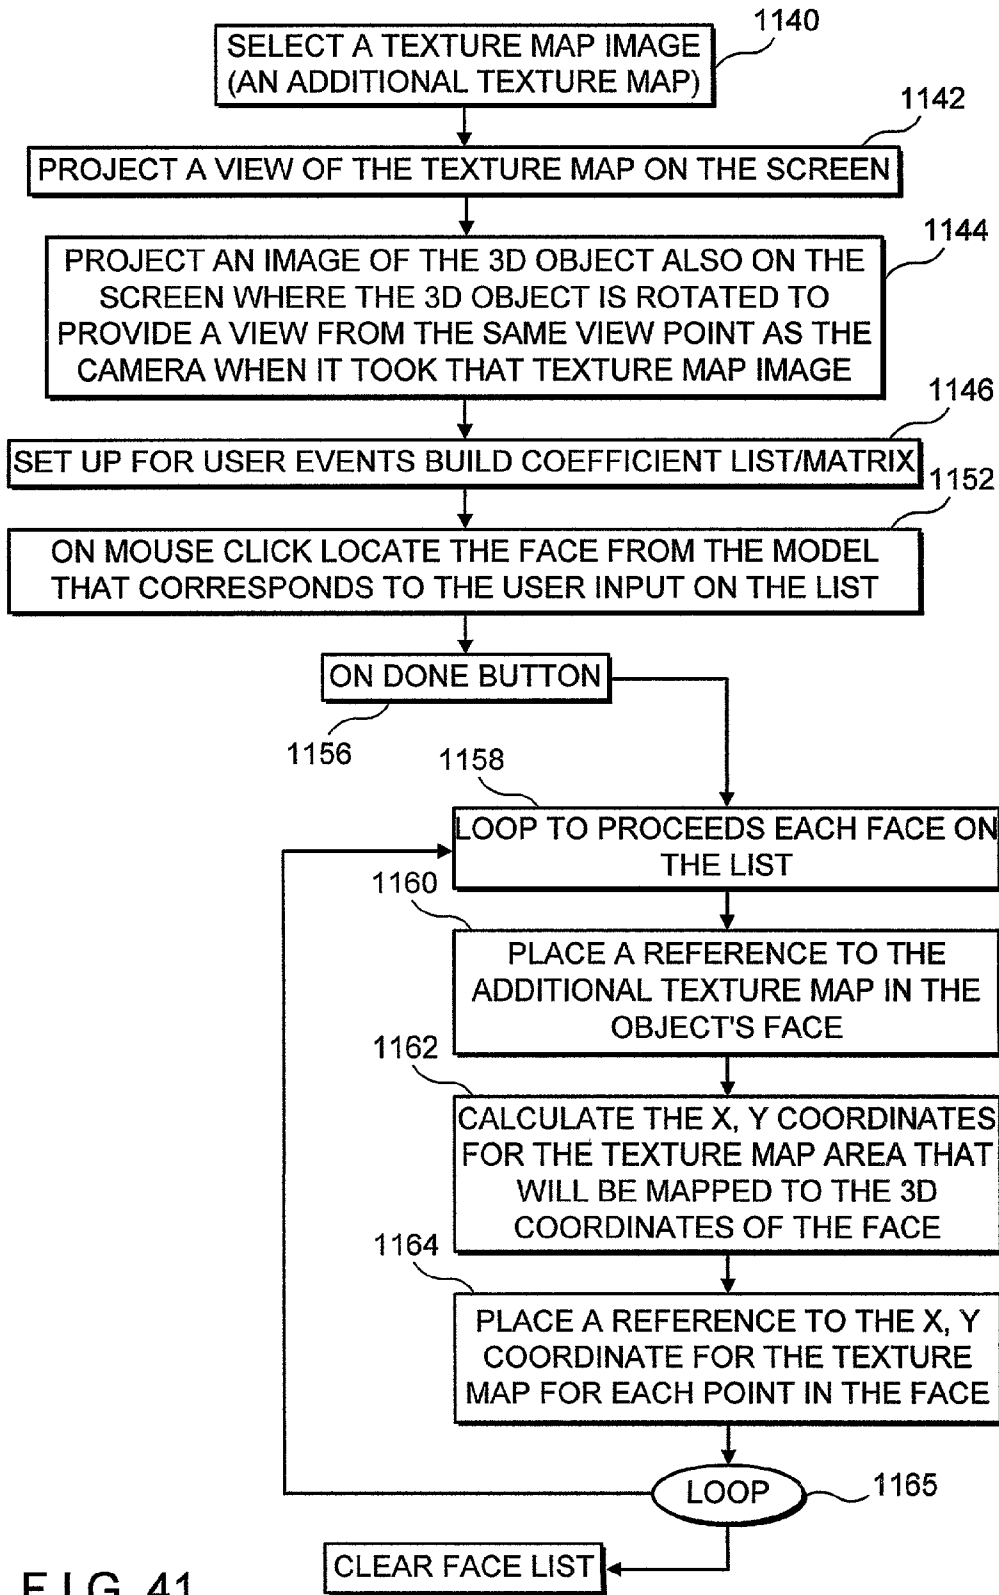 1140
SELECT A TEXTURE MAP IMAGE
(AN ADDITIONAL TEXTURE MAP)
1142
PROJECT A VIEW OF THE TEXTURE MAP ON THE SCREEN
1144
PROJECT AN IMAGE OF THE 3D OBJECT ALSO ON THE
SCREEN WHERE THE 3D OBJECT IS ROTATED TO
PROVIDE A VIEW FROM THE SAME VIEW POINT AS THE
CAMERA WHEN IT TOOK THAT TEXTURE MAP IMAGE
1146
SET UP FOR USER EVENTS BUILD COEFFICIENT LIST/MATRIX
1152
ON MOUSE CLICK LOCATE THE FACE FROM THE MODEL
THAT CORRESPONDS TO THE USER INPUT ON THE LIST
ON DONE BUTTON
1156
1158
LOOP TO PROCEEDS EACH FACE ON
THE LIST
1160
PLACE A REFERENCE TO THE
ADDITIONAL TEXTURE MAP IN THE
OBJECT'S FACE
1162
CALCULATE THE X, Y COORDINATES
FOR THE TEXTURE MAP AREA THAT
WILL BE MAPPED TO THE 3D
COORDINATES OF THE FACE
1164
PLACE A REFERENCE TO THE X, Y
COORDINATE FOR THE TEXTURE
MAP FOR EACH POINT IN THE FACE
LOOP
1165
CLEAR FACE LIST
FIG. 41